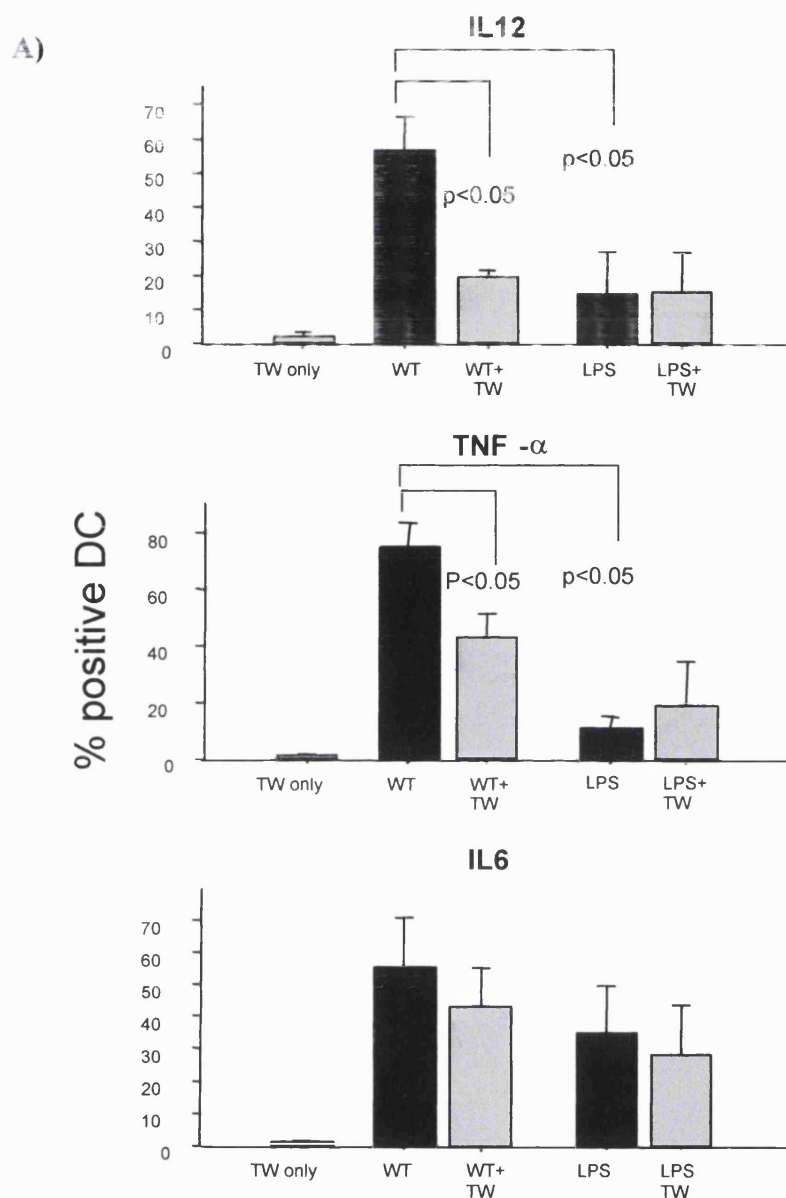 A)
IL12
70
60
50
40
30
20
10
0
p<0.05
p<0.05
TW only
WT
WT+
TW
LPS
LPS+
TW
% positive DC
TNF -α
80
60
40
20
0
P<0.05
p<0.05
TW only
WT
WT+
TW
LPS
LPS+
TW
IL6
70
60
50
40
30
20
10
0
TW only
WT
WT+
TW
LPS
LPS
TW